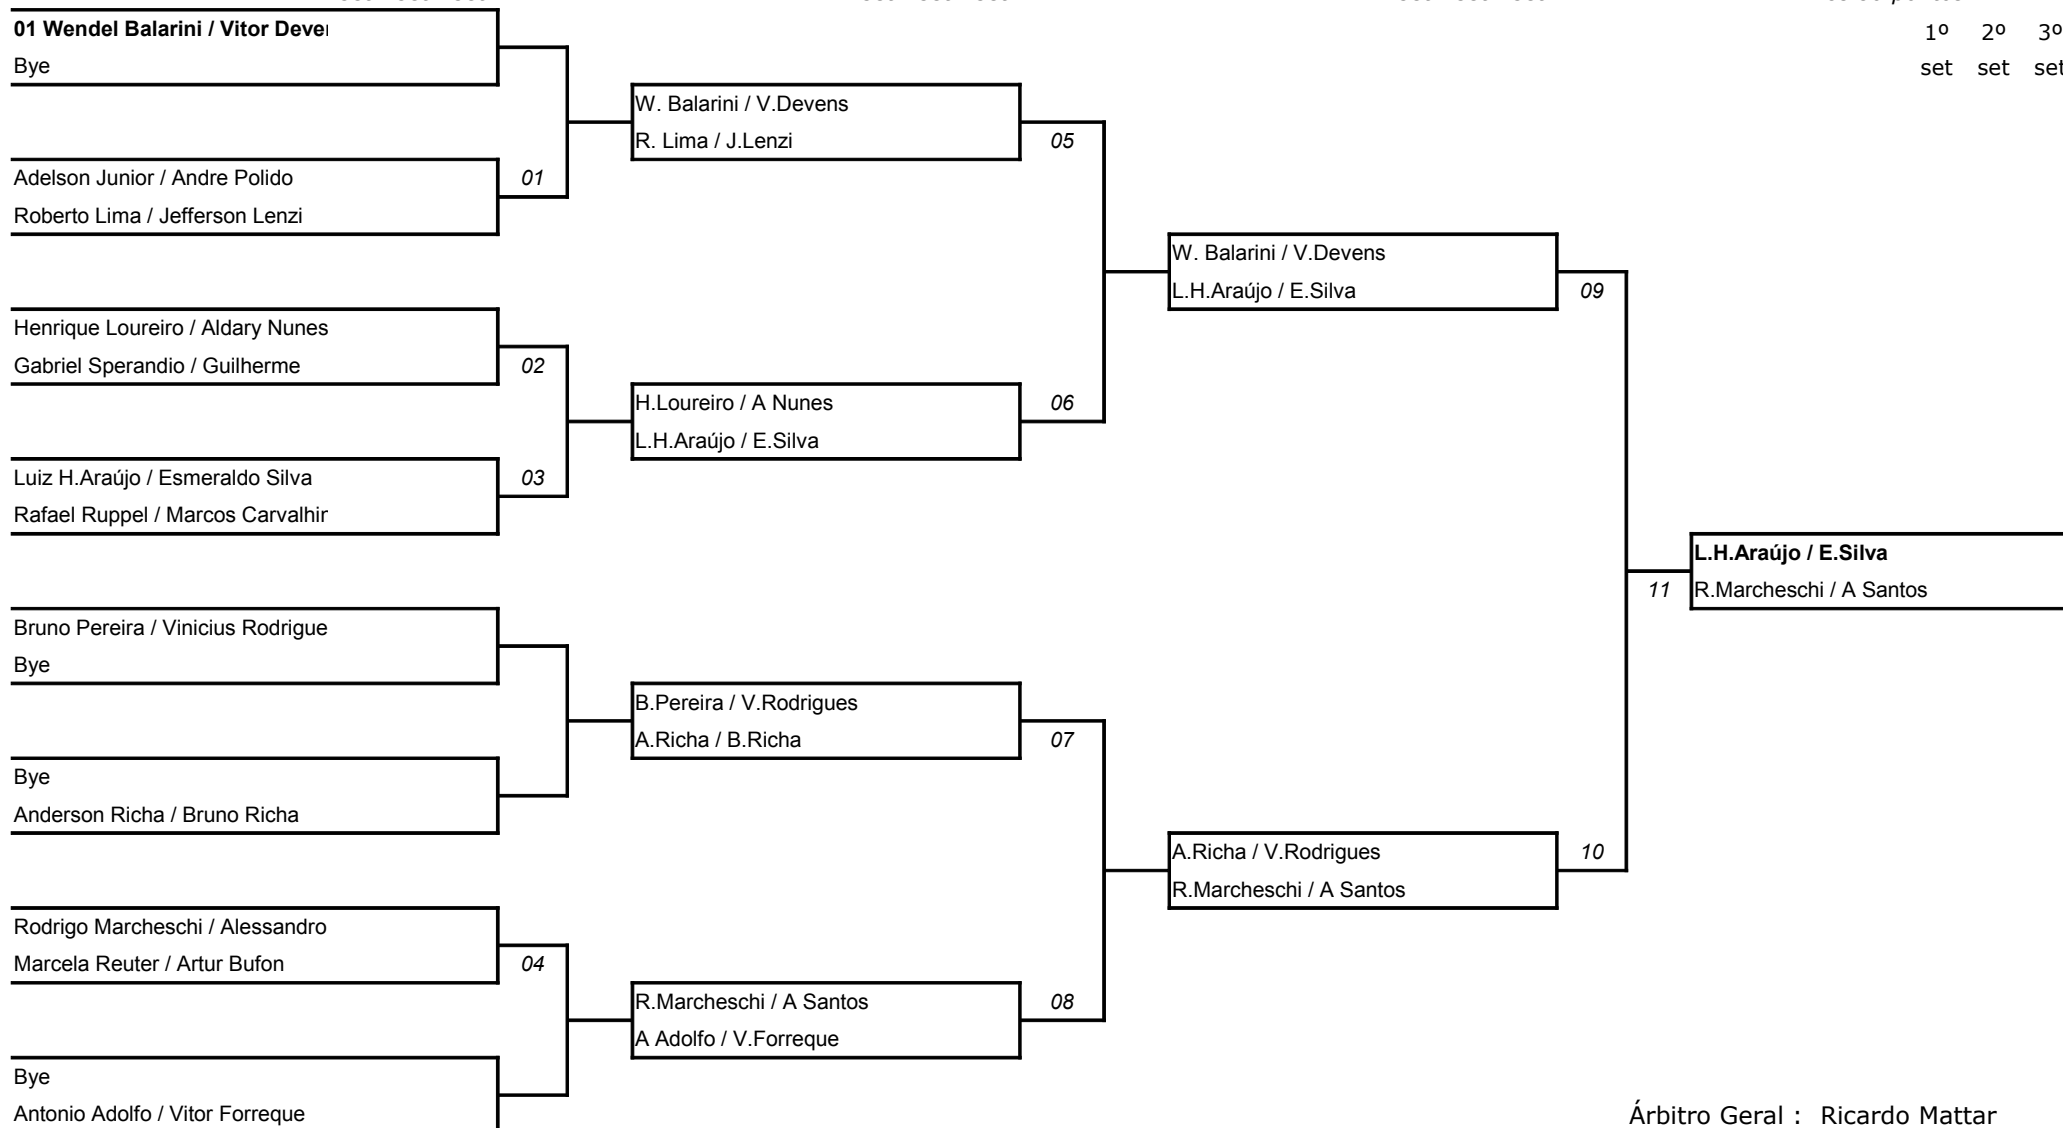 01 Wendel Balarini / Vitor Deve
Bye
Adelson Junior / Andre Polido
01
Roberto Lima / Jefferson Lenzi
Henrique Loureiro / Aldary Nunes
Gabriel Sperandio / Guilherme
02
Luiz H.Araújo / Esmeraldo Silva
03
Rafael Ruppel / Marcos Carvalhir
Bruno Pereira / Vinicius Rodrigue
Bye
Bye
Anderson Richa / Bruno Richa
Rodrigo Marcheschi / Alessandro
Marcela Reuter / Artur Bufon
04
Bye
Antonio Adolfo / Vitor Forreque
W. Balarini / V.Devens
R. Lima / J.Lenzi
05
H.Loureiro / A Nunes
06
L.H.Araújo / E.Silva
B.Pereira / V.Rodrigues
A.Richa / B.Richa
07
R.Marcheschi / A Santos
08
A Adolfo / V.Forreque
W. Balarini / V.Devens
L.H.Araújo / E.Silva
09
A.Richa / V.Rodrigues
10
R.Marcheschi / A Santos
1º 2º 3º
set set set
L.H.Araújo / E.Silva
11
R.Marcheschi / A Santos
Árbitro Geral : Ricardo Mattar